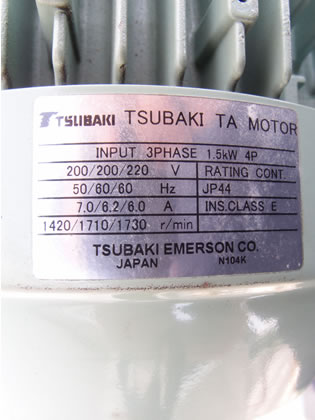 TSUBAKI TSUBAKI TA MOTOR
INPUT 3PHASE 1.5kW 4P
200/200/220 V RATING CONT.
50/60/60 Hz JP44
7.0/6.2/6.0 A INS.CLASS E
1420/1710/1730 r/min
TSUBAKI EMERSON CO.
JAPAN N104K